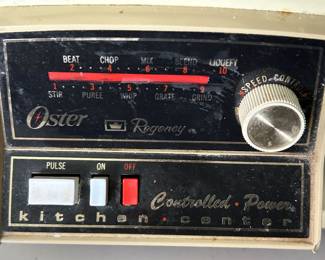 BEAT CHOP MIX BLEND LIQUEFY
2 4 6 8 10
1 3 5 7 9
STIR PUREE WHIP GRATE GRIND
SPEED CONTROL
Oster Regency
PULSE ON OFF
Controlled · Power
kitchen · center